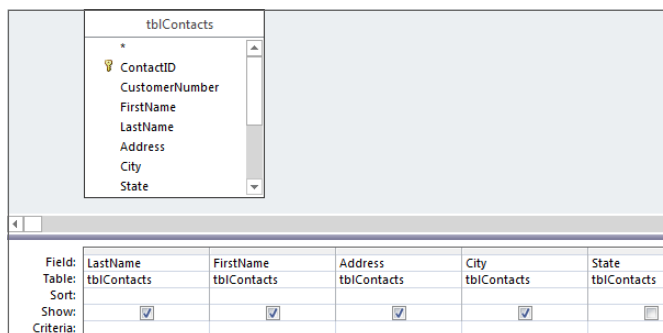 tblContacts
*
ContactID
CustomerNumber
FirstName
LastName
Address
City
State
Field: LastName FirstName Address City State
Table: tblContacts tblContacts tblContacts tblContacts tblContacts
Sort:
Show:
Criteria: